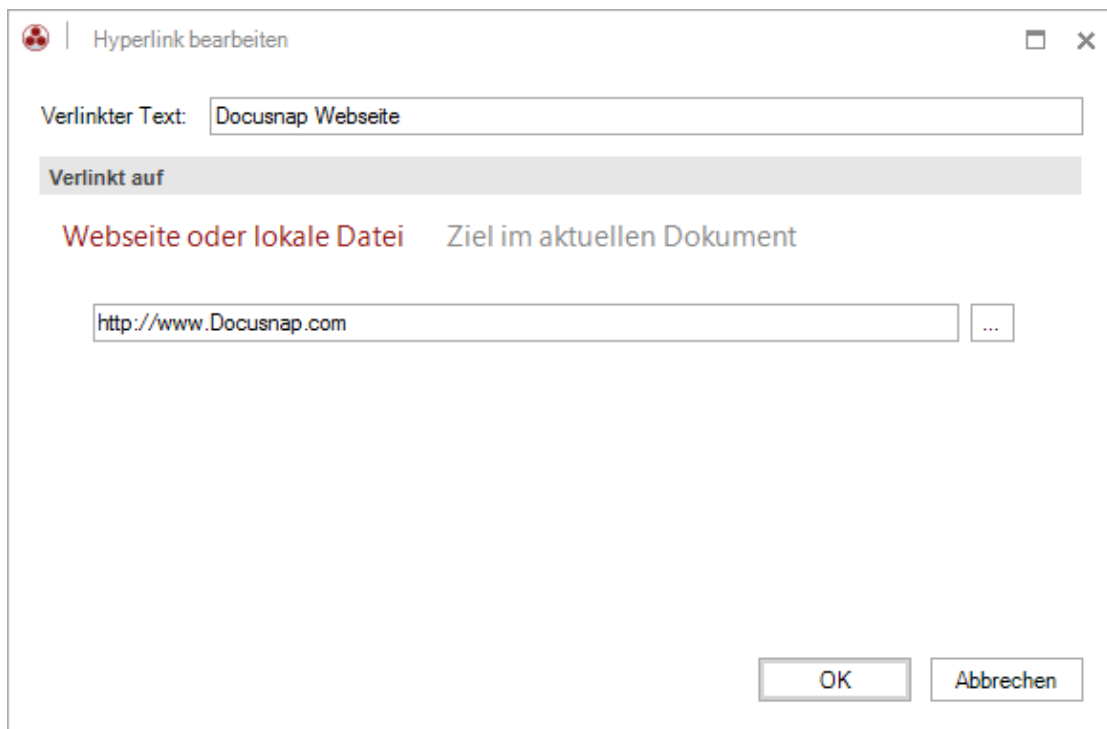 Hyperlink bearbeiten
Verlinkter Text: Docusnap Webseite
Verlinkt auf
Webseite oder lokale Datei Ziel im aktuellen Dokument
http://www.Docusnap.com ...
OK Abbrechen